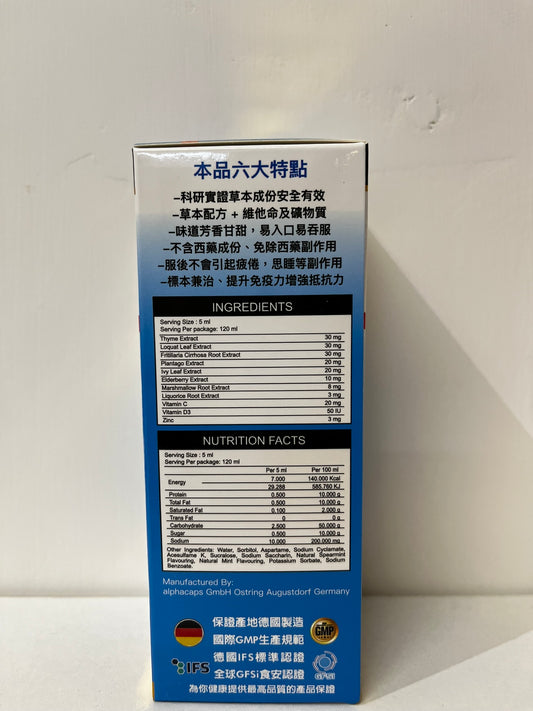 本品六大特點
–科研實證草本成份安全有效
–草本配方 + 維他命及礦物質
–味道芳香甘甜，易入口易吞服
–不含西藥成份、免除西藥副作用
–服後不會引起疲倦，思睡等副作用
–標本兼治、提升免疫力增強抵抗力
INGREDIENTS
Serving Size : 5 ml
Serving Per package: 120 ml
Thyme Extract 30 mg
Loquat Leaf Extract 30 mg
Fritillaria Cirrhosa Root Extract 30 mg
Plantago Extract 20 mg
Ivy Leaf Extract 20 mg
Elderberry Extract 10 mg
Marshmallow Root Extract 8 mg
Liquorice Root Extract 3 mg
Vitamin C 20 mg
Vitamin D3 50 IU
Zinc 3 mg
NUTRITION FACTS
Serving Size : 5 ml
Serving Per package: 120 ml
Per 5 ml Per 100 ml
Energy 7.000 140.000 Kcal
29.288 585.760 KJ
Protein 0.500 10.000 g
Total Fat 0.500 10.000 g
Saturated Fat 0.100 2.000 g
Trans Fat 0 0 g
Carbohydrate 2.500 50.000 g
Sugar 0.500 10.000 g
Sodium 10.000 200.000 mg
Other Ingredients: Water, Sorbitol, Aspartame, Sodium Cyclamate,
Acesulfame K, Sucralose, Sodium Saccharin, Natural Spearmint
Flavouring, Natural Mint Flavouring, Potassium Sorbate, Sodium
Benzoate.
Manufactured By:
alphacaps GmbH Ostring Augustdorf Germany
保證產地德國製造
國際GMP生產規範
GMP
德國IFS標準認證
IFS
全球GFSi食安認證
為你健康提供最高品質的產品保證